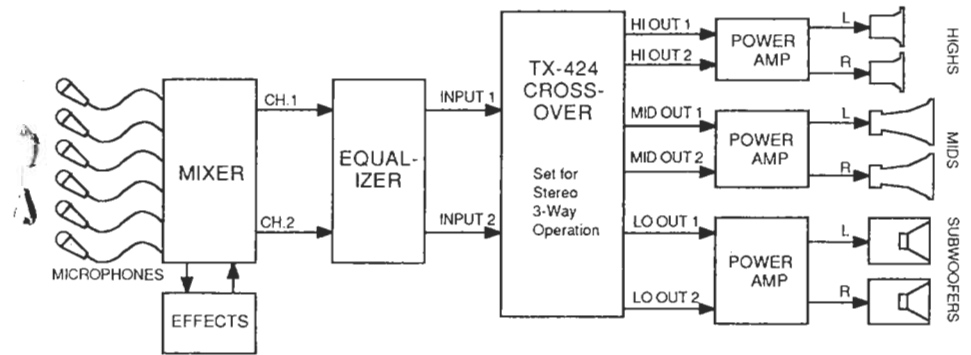 MICROPHONES
MIXER
EFFECTS
CH.1
CH.2
EQUAL-
IZER
INPUT 1
INPUT 2
TX-424
CROSS-
OVER
Set for
Stereo
3-Way
Operation
HI OUT 1
HI OUT 2
MID OUT 1
MID OUT 2
LO OUT 1
LO OUT 2
POWER
AMP
L
R
HIGHS
POWER
AMP
L
R
MIDS
POWER
AMP
L
R
SUBWOOFERS